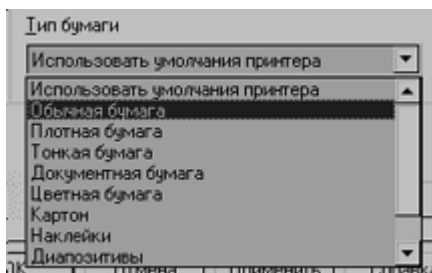 Тип бумаги
Использовать умолчания принтера
Использовать умолчания принтера
Обычная бумага
Плотная бумага
Тонкая бумага
Документная бумага
Цветная бумага
Картон
Наклейки
Диапозитивы